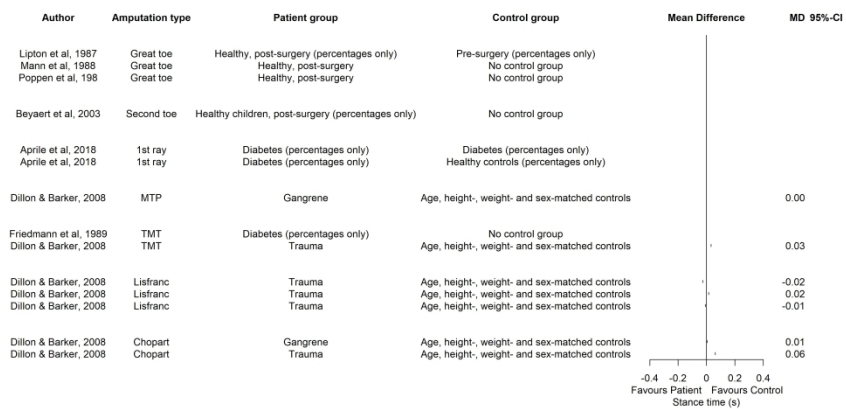 Author Amputation type Patient group Control group Mean Difference MD 95%-CI
Lipton et al, 1987 Great toe Healthy, post-surgery (percentages only) Pre-surgery (percentages only)
Mann et al, 1988 Great toe Healthy, post-surgery No control group
Poppen et al, 198 Great toe Healthy, post-surgery No control group
Beyaert et al, 2003 Second toe Healthy children, post-surgery (percentages only) No control group
Aprile et al, 2018 1st ray Diabetes (percentages only) Diabetes (percentages only)
Aprile et al, 2018 1st ray Diabetes (percentages only) Healthy controls (percentages only)
Dillon & Barker, 2008 MTP Gangrene Age, height-, weight- and sex-matched controls 0.00
Friedmann et al, 1989 TMT Diabetes (percentages only) No control group
Dillon & Barker, 2008 TMT Trauma Age, height-, weight- and sex-matched controls 0.03
Dillon & Barker, 2008 Lisfranc Trauma Age, height-, weight- and sex-matched controls -0.02
Dillon & Barker, 2008 Lisfranc Trauma Age, height-, weight- and sex-matched controls 0.02
Dillon & Barker, 2008 Lisfranc Trauma Age, height-, weight- and sex-matched controls -0.01
Dillon & Barker, 2008 Chopart Gangrene Age, height-, weight- and sex-matched controls 0.01
Dillon & Barker, 2008 Chopart Trauma Age, height-, weight- and sex-matched controls 0.06
-0.4 -0.2 0 0.2 0.4
Favours Patient Favours Control
Stance time (s)